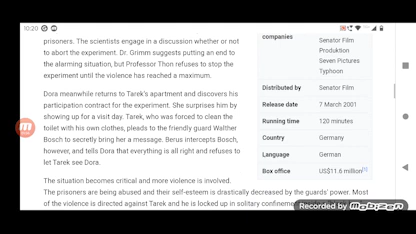 10:20
prisoners. The scientists engage in a discussion whether or not
to abort the experiment. Dr. Grimm suggests putting an end to
the alarming situation, but Professor Thon refuses to stop
the experiment until the violence has reached a maximum.
Dora meanwhile returns to Tarek's apartment and discovers his
participation contract for the experiment. She surprises him by
showing up for a visit day. Tarek, who was forced to clean the
toilet with his own clothes, pleads to the friendly guard Walther
Bosch to secretly bring her a message. Berus intercepts Bosch,
however, and tells Dora that everything is all right and refuses to
let Tarek see Dora.
The situation becomes critical and more violence is involved.
The prisoners are being abused and their self-esteem is drastically decreased by the guards' power. Most
of the violence is directed against Tarek and he is locked up in solitary
companies Senator Film
Produktion
Seven Pictures
Typhoon
Distributed by Senator Film
Release date 7 March 2001
Running time 120 minutes
Country Germany
Language German
Box office US$11.6 million
Recorded by Mobizen